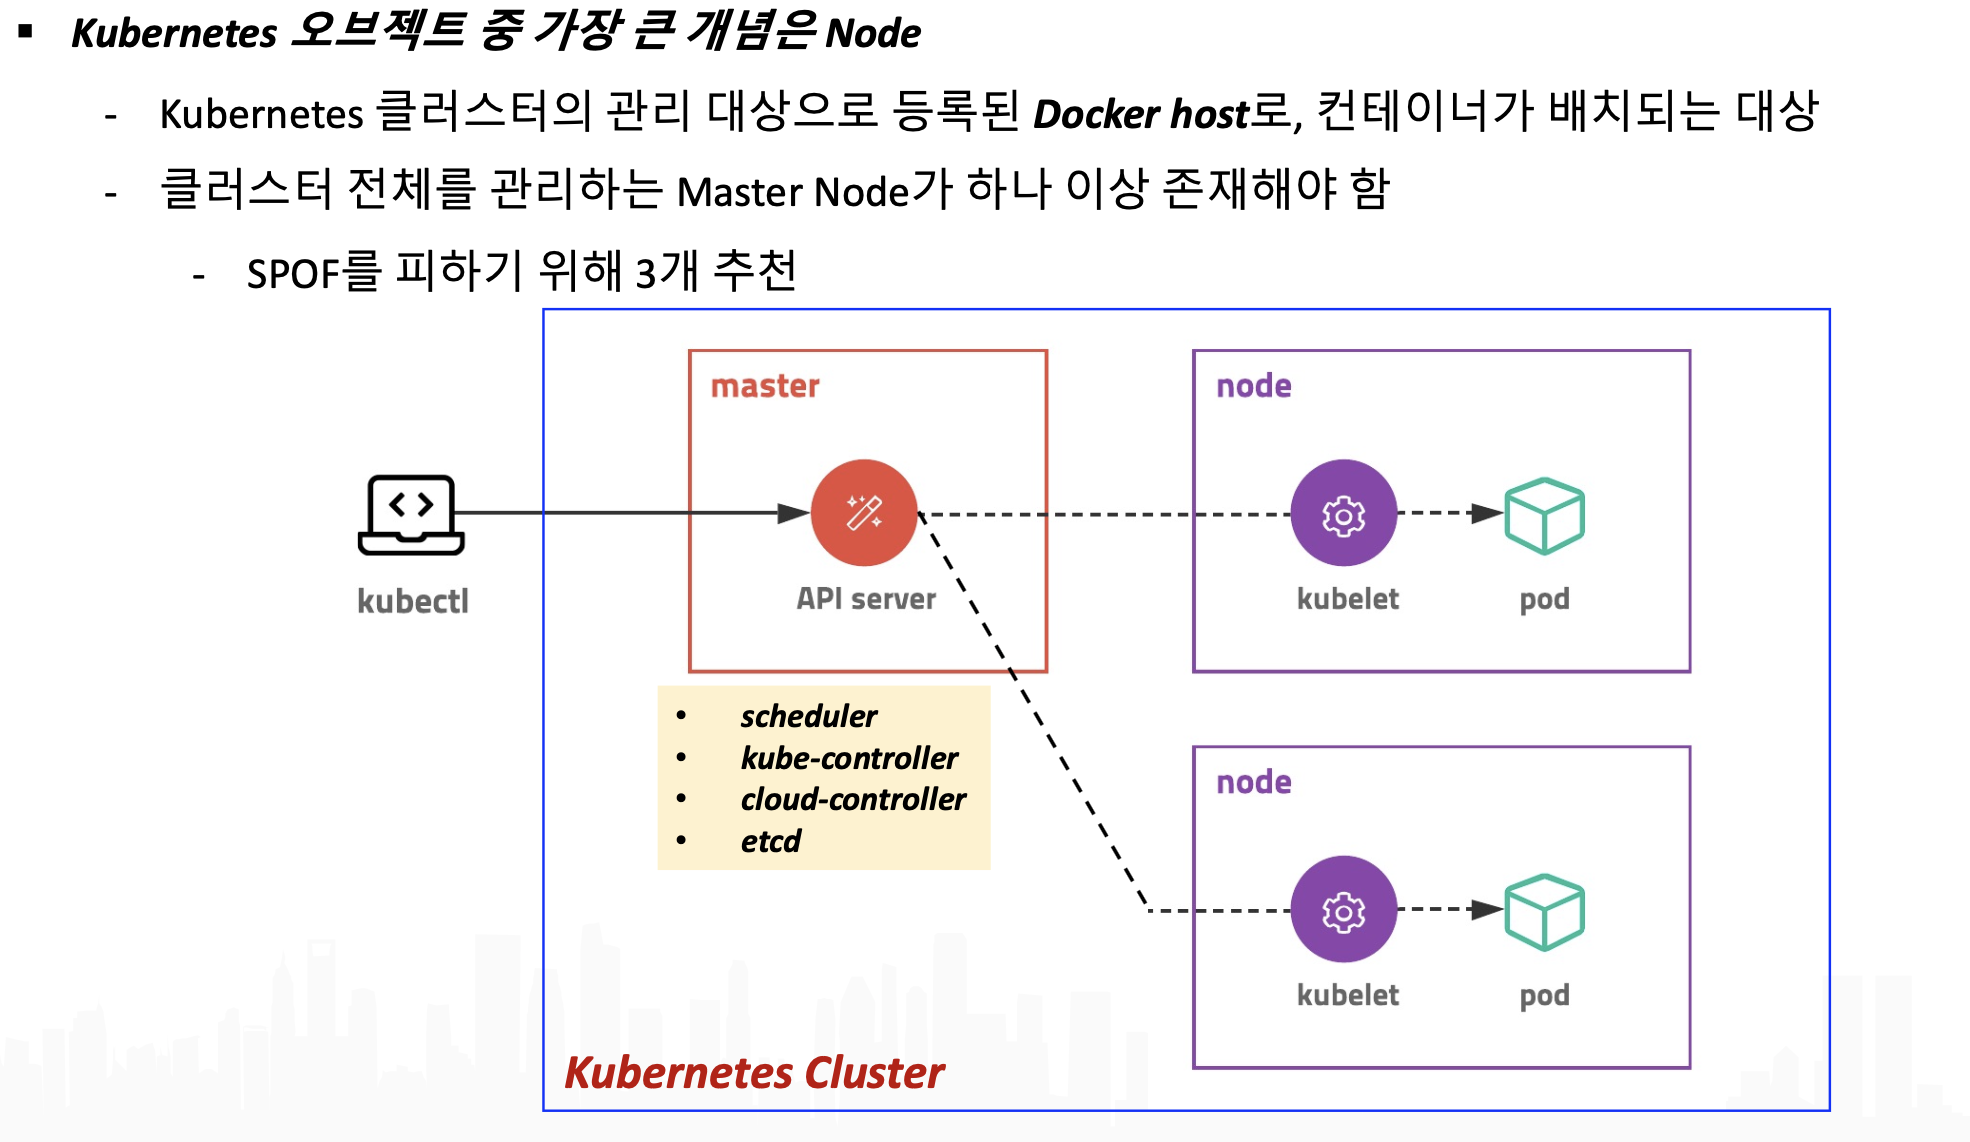 ▪ Kubernetes 오브젝트 중 가장 큰 개념은 Node
- Kubernetes 클러스터의 관리 대상으로 등록된 Docker host로, 컨테이너가 배치되는 대상
- 클러스터 전체를 관리하는 Master Node가 하나 이상 존재해야 함
- SPOF를 피하기 위해 3개 추천
master
node
kubectl
API server
kubelet
pod
• scheduler
• kube-controller
• cloud-controller
• etcd
node
kubelet
pod
Kubernetes Cluster